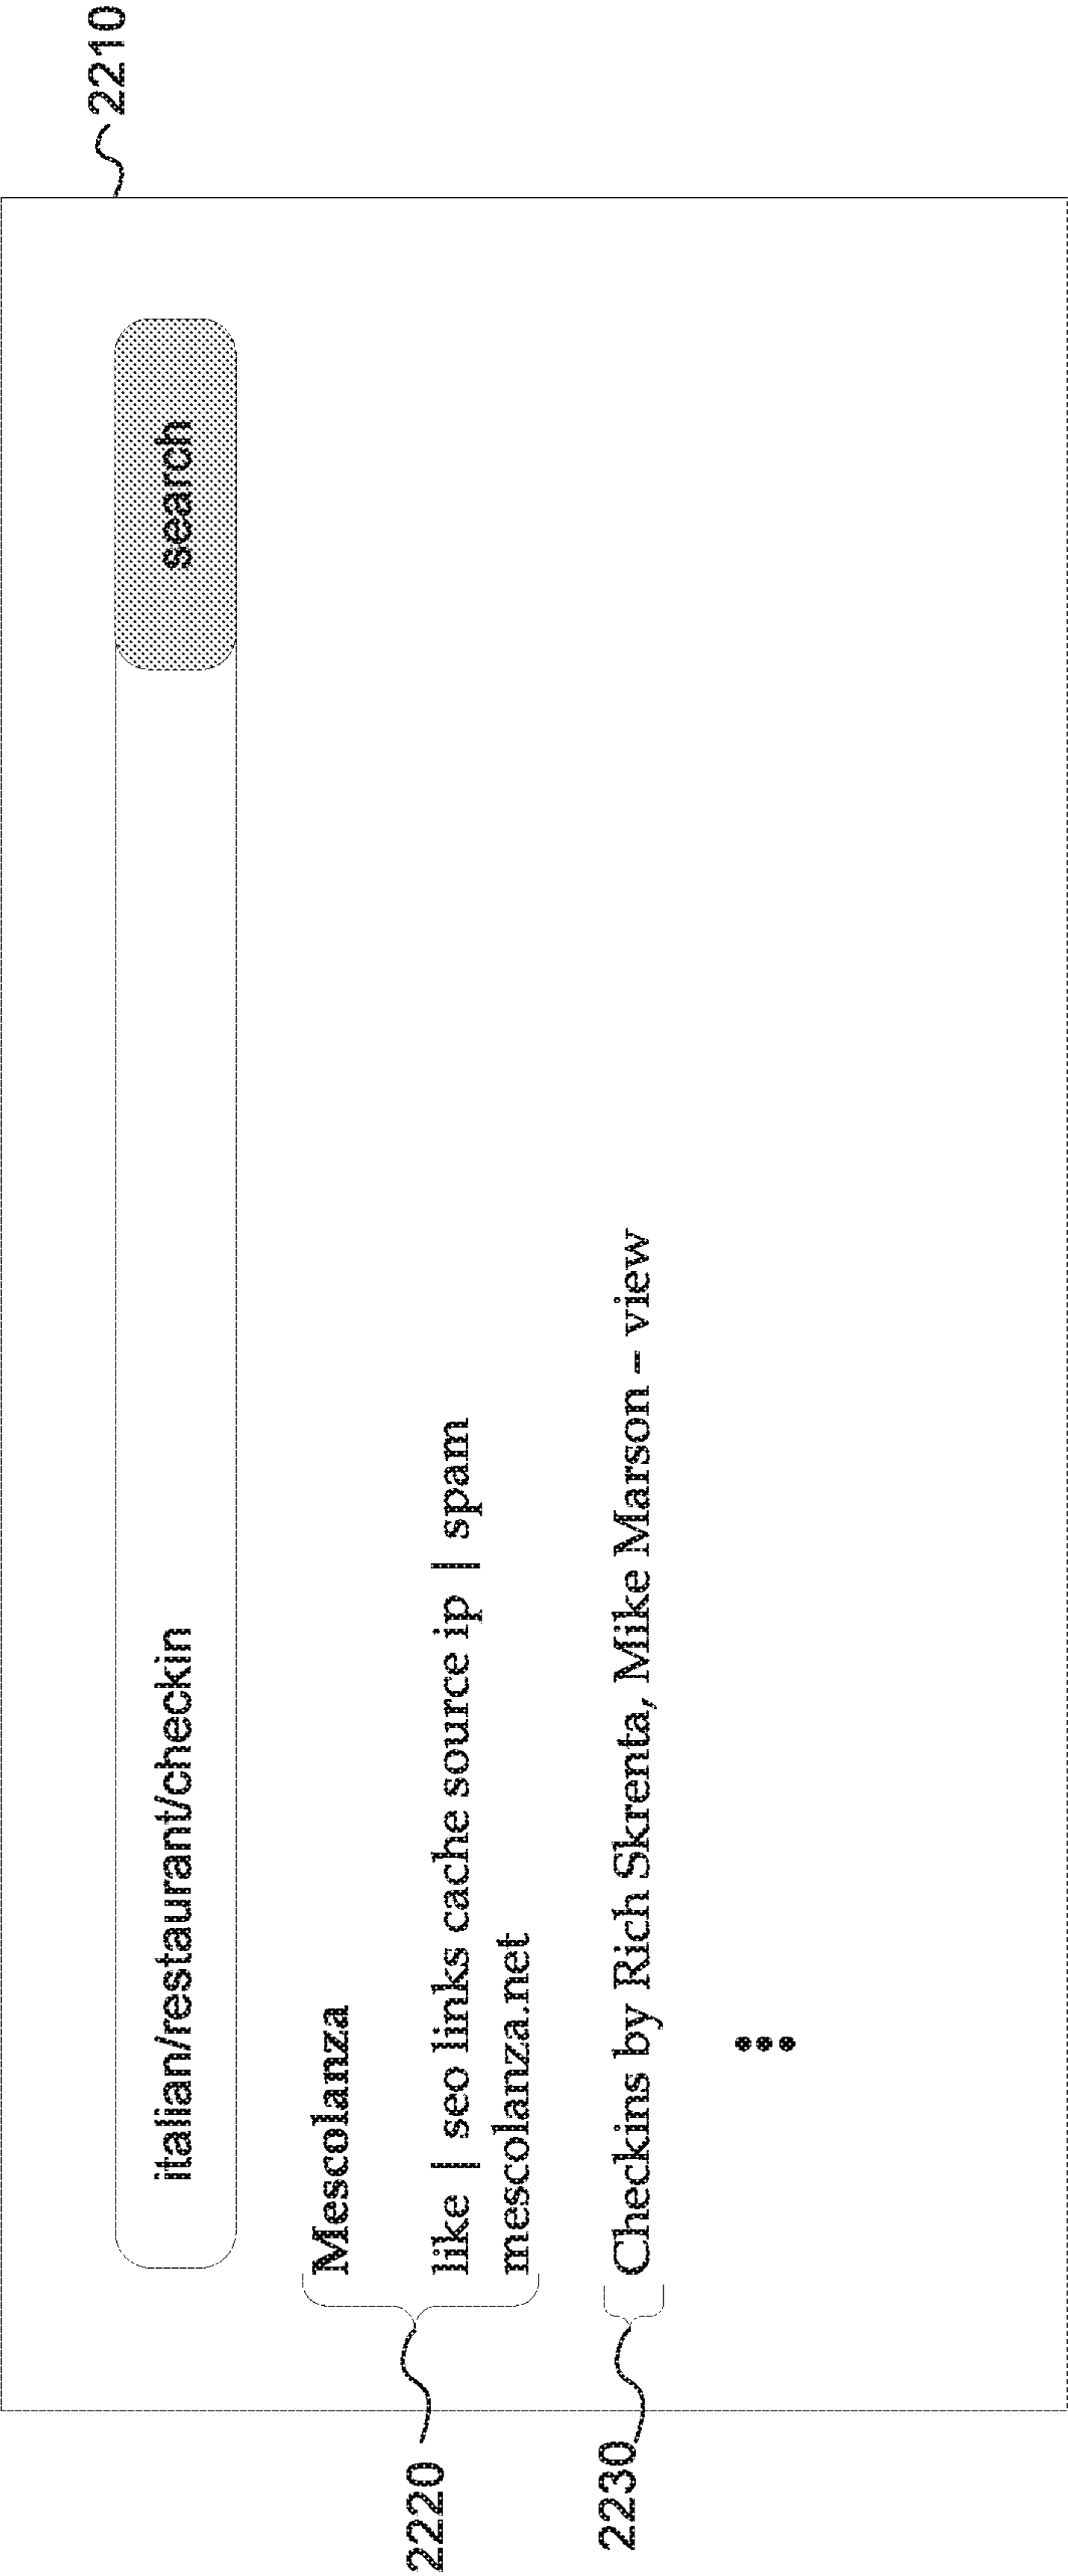 2210
italian/restaurant/checkin
search
Mescolanza
like | seo links cache source ip | spam
mescolanza.net
2220
Checkins by Rich Skrenta, Mike Marson – view
2230